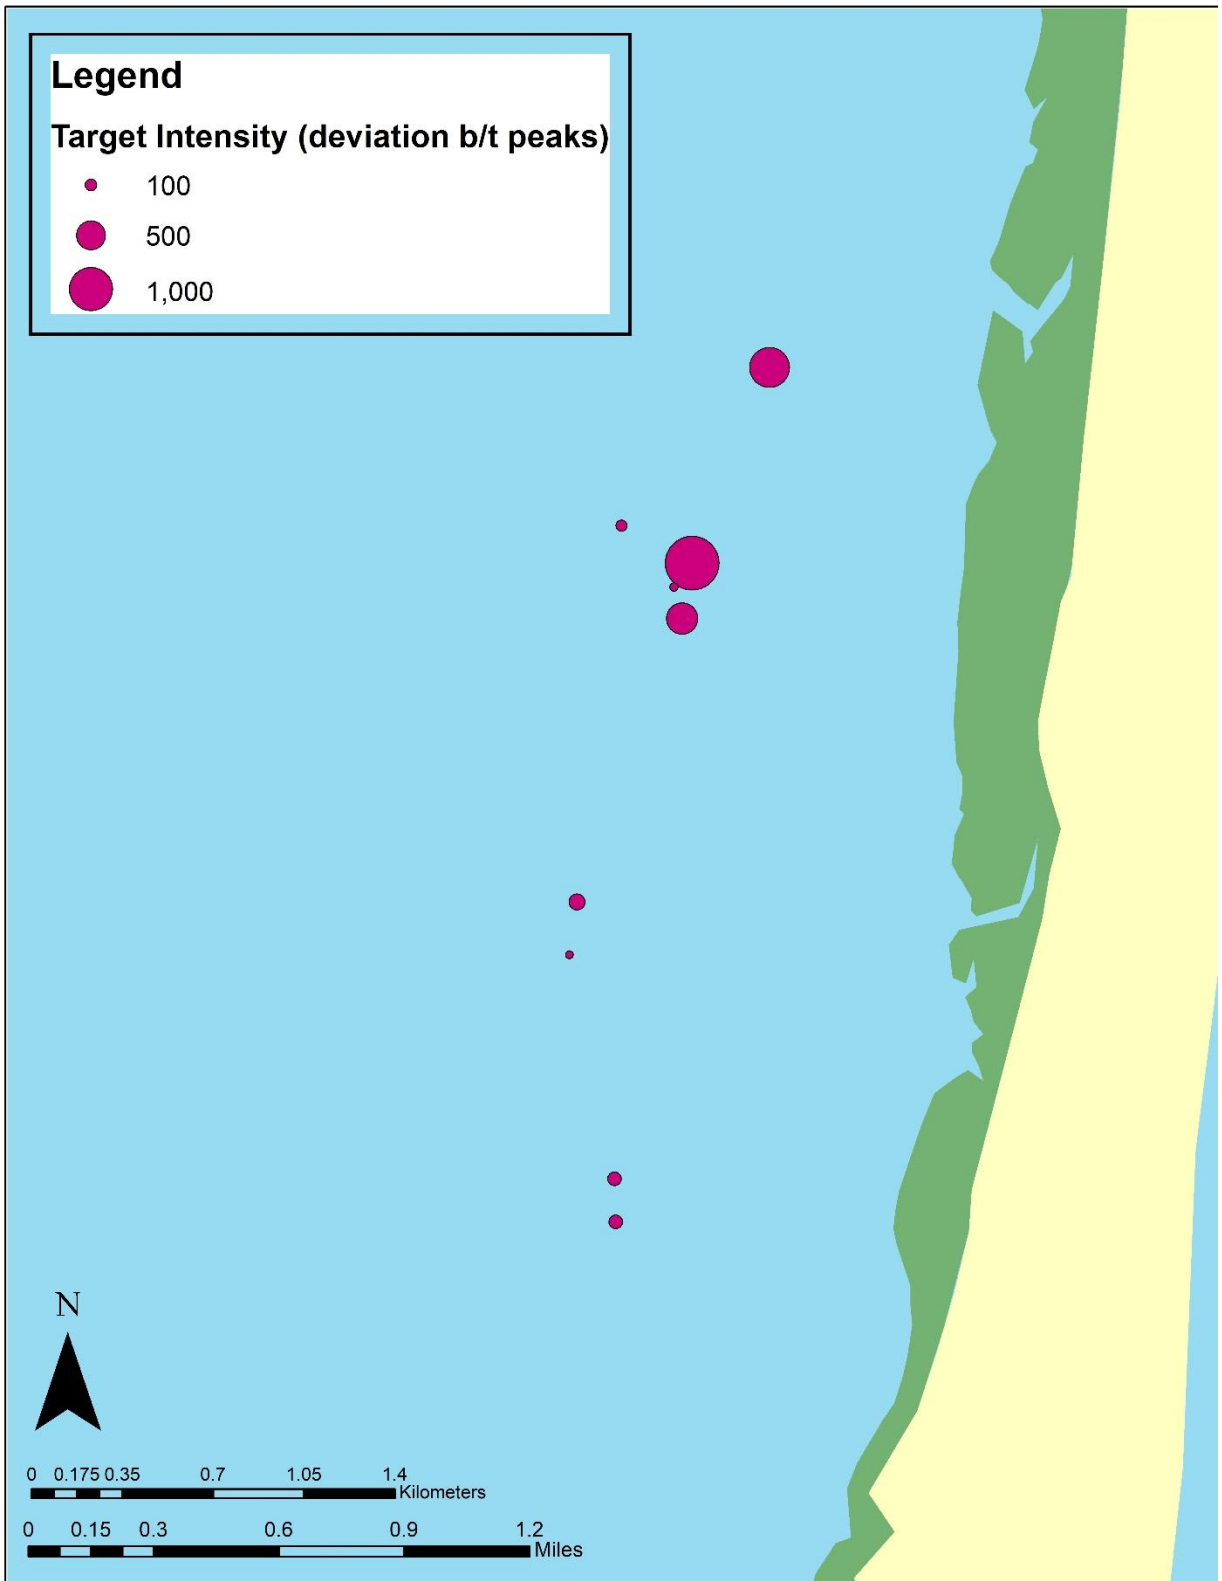 Legend
Target Intensity (deviation b/t peaks)
100
500
1,000
N
0 0.175 0.35 0.7 1.05 1.4
Kilometers
0 0.15 0.3 0.6 0.9 1.2
Miles